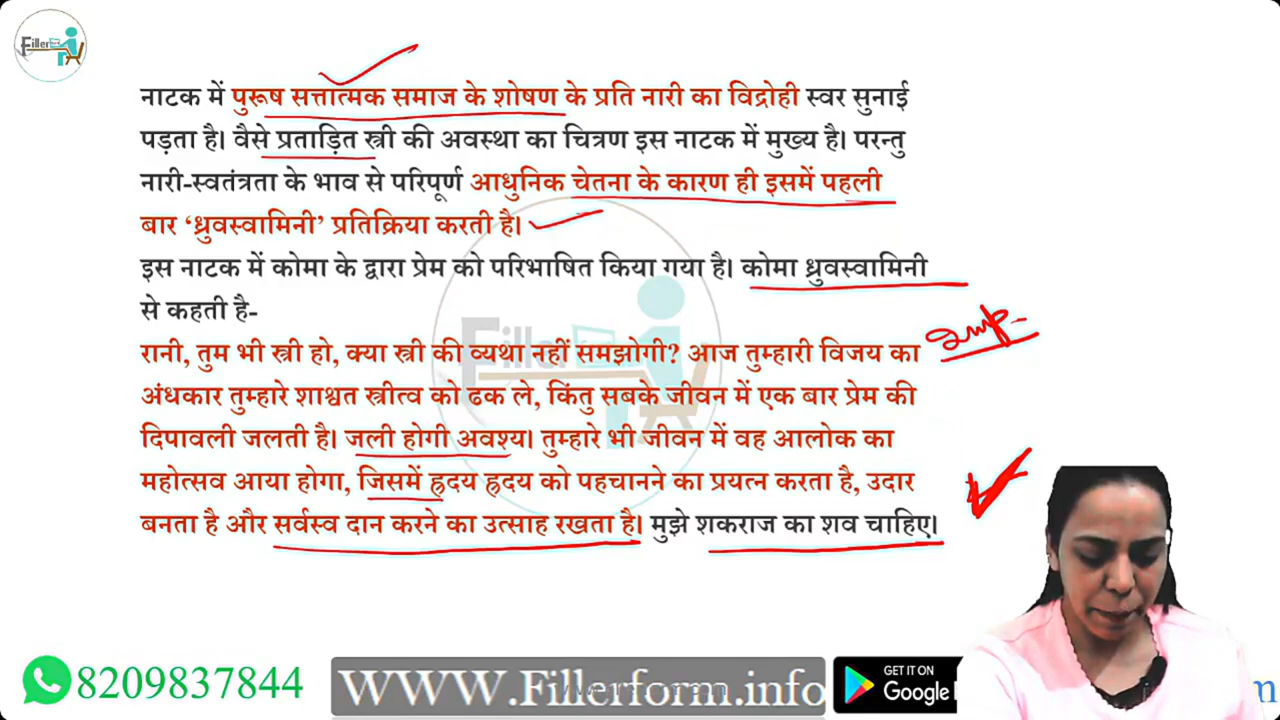 Fillerform
नाटक में पुरूष सत्तात्मक समाज के शोषण के प्रति नारी का विद्रोही स्वर सुनाई
पड़ता है। वैसे प्रताड़ित स्त्री की अवस्था का चित्रण इस नाटक में मुख्य है। परन्तु
नारी-स्वतंत्रता के भाव से परिपूर्ण आधुनिक चेतना के कारण ही इसमें पहली
बार ‘ध्रुवस्वामिनी’ प्रतिक्रिया करती है।
इस नाटक में कोमा के द्वारा प्रेम को परिभाषित किया गया है। कोमा ध्रुवस्वामिनी
से कहती है-
रानी, तुम भी स्त्री हो, क्या स्त्री की व्यथा नहीं समझोगी? आज तुम्हारी विजय का
Imp-
अंधकार तुम्हारे शाश्वत स्त्रीत्व को ढक ले, किंतु सबके जीवन में एक बार प्रेम की
दिपावली जलती है। जली होगी अवश्य। तुम्हारे भी जीवन में वह आलोक का
महोत्सव आया होगा, जिसमें ह्रदय ह्रदय को पहचानने का प्रयत्न करता है, उदार
बनता है और सर्वस्व दान करने का उत्साह रखता है। मुझे शकराज का शव चाहिए।
8209837844
www.Fillerform.info
GET IT ON
Google